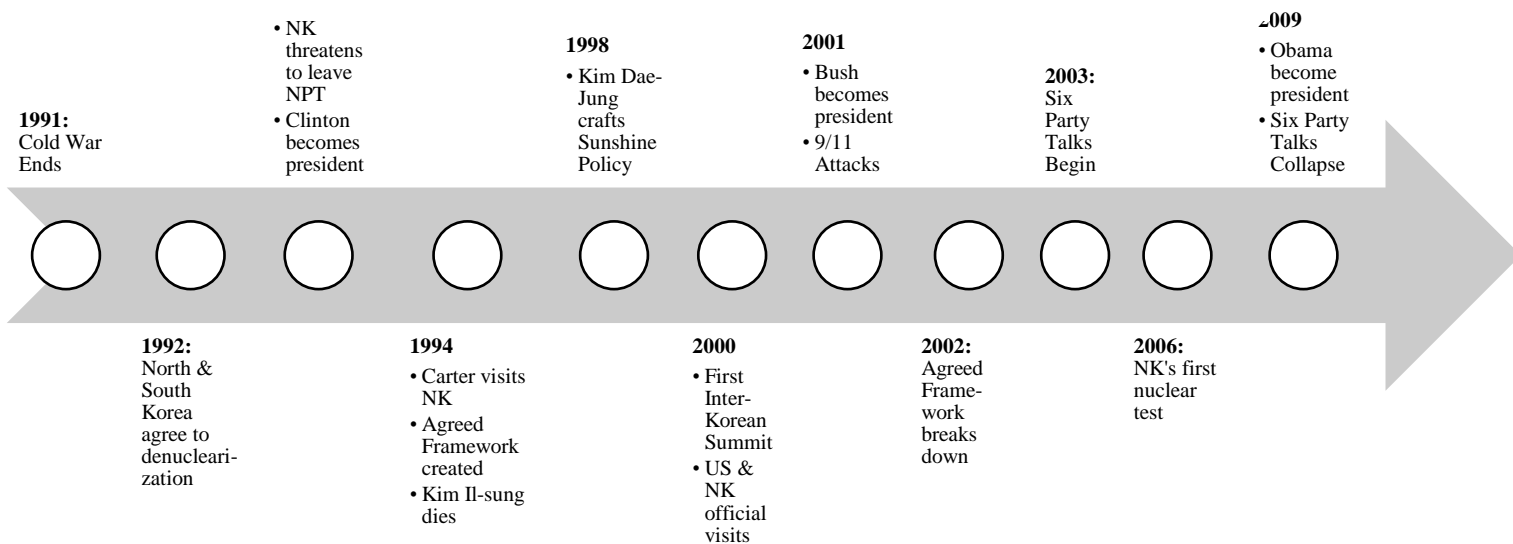 1991:
Cold War
Ends
1992:
North &
South
Korea
agree to
denucleari-
zation
• NK
threatens
to leave
NPT
• Clinton
becomes
president
1994
• Carter visits
NK
• Agreed
Framework
created
• Kim Il-sung
dies
1998
• Kim Dae-
Jung
crafts
Sunshine
Policy
2000
• First
Inter-
Korean
Summit
• US &
NK
official
visits
2001
• Bush
becomes
president
• 9/11
Attacks
2002:
Agreed
Frame-
work
breaks
down
2003:
Six
Party
Talks
Begin
2006:
NK's first
nuclear
test
2009
• Obama
become
president
• Six Party
Talks
Collapse